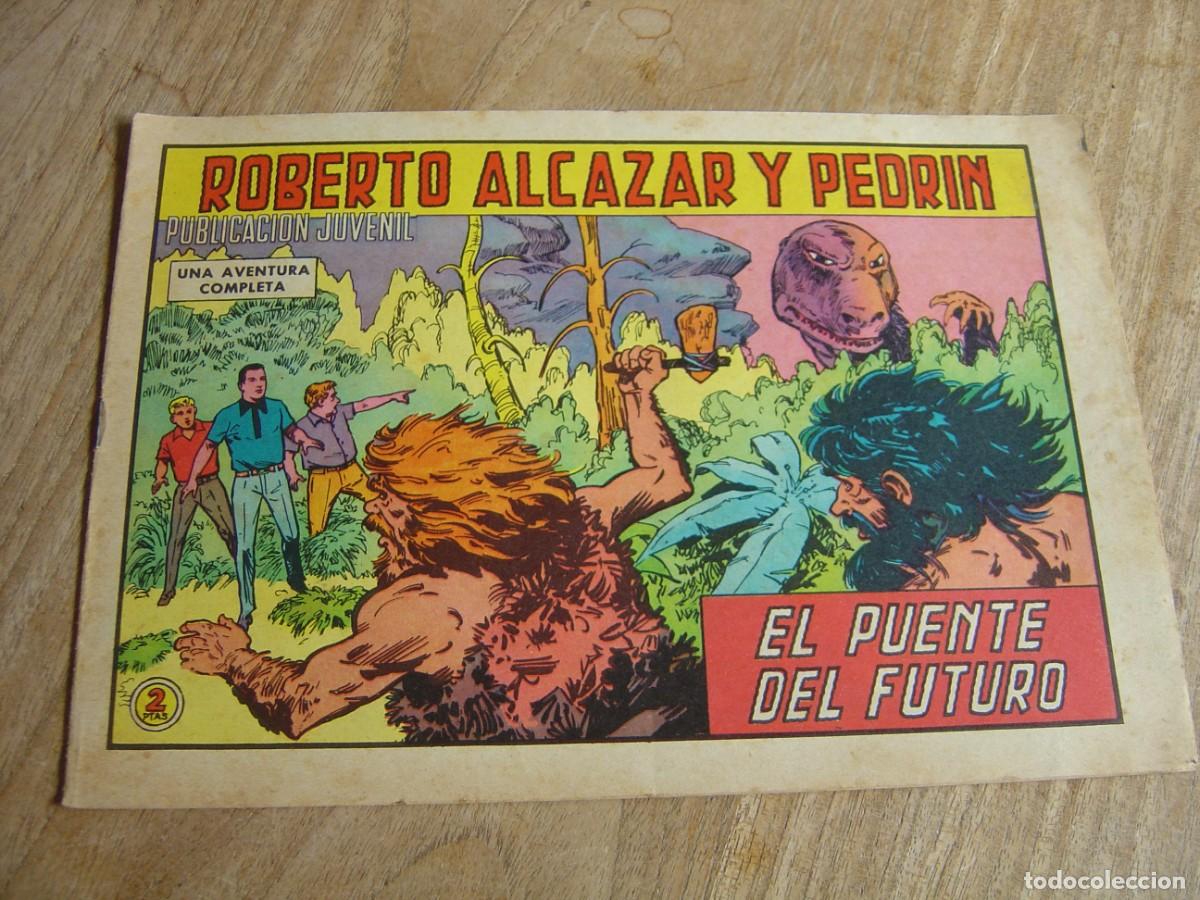 ROBERTO ALCAZAR Y PEDRIN
PUBLICACION JUVENIL
UNA AVENTURA
COMPLETA
EL PUENTE
DEL FUTURO
2
PTAS
todocoleccion